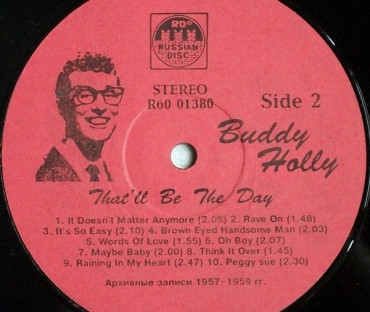 RD®
RUSSIAN
DISC
STEREO
R60 01380
Side 2
Buddy
Holly
That'll Be The Day
1. It Doesn't Matter Anymore (2.05) 2. Rave On (1.48)
3. It's So Easy (2.10) 4. Brown Eyed Handsome Man (2.03)
5. Words Of Love (1.55) 6. Oh Boy (2.07)
7. Maybe Baby (2.00) 8. Think It Over (1.45)
9. Raining In My Heart (2.47) 10. Peggy sue (2.30)
Архивные записи 1957-1959 гг.